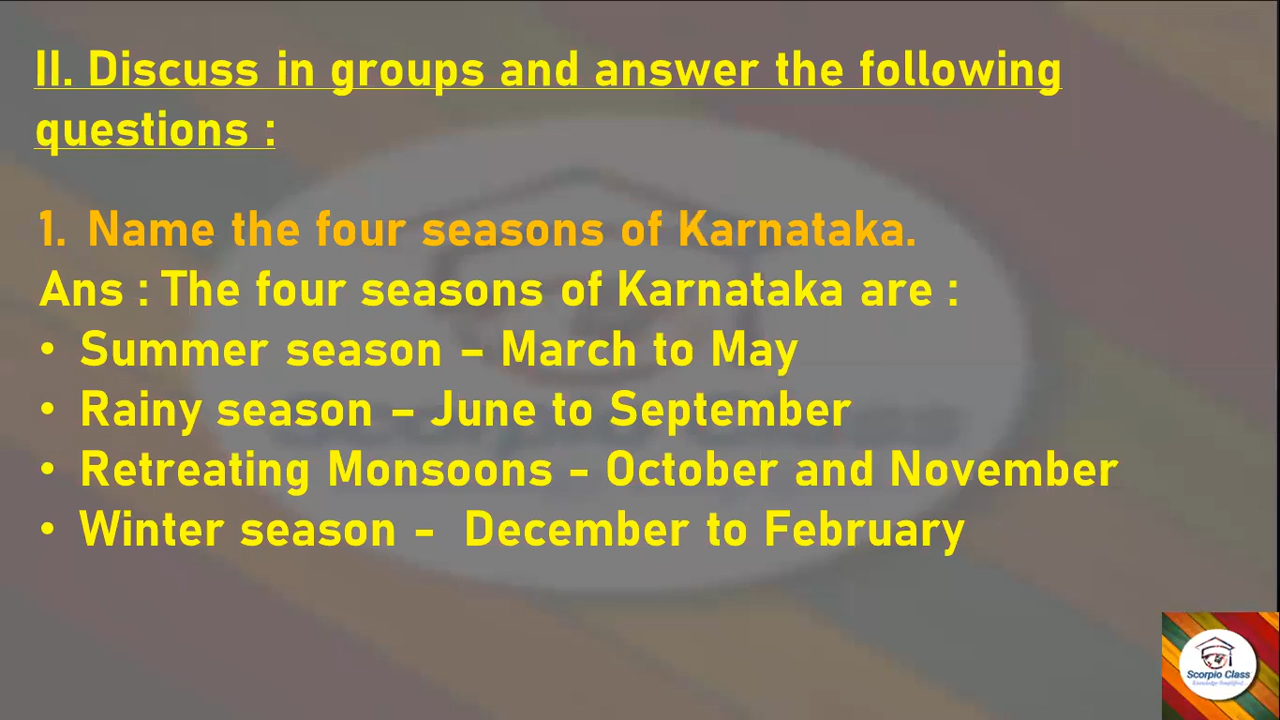 II. Discuss in groups and answer the following
questions :
1. Name the four seasons of Karnataka.
Ans : The four seasons of Karnataka are :
• Summer season – March to May
• Rainy season – June to September
• Retreating Monsoons - October and November
• Winter season - December to February
Scorpio Class
Knowledge Simplified